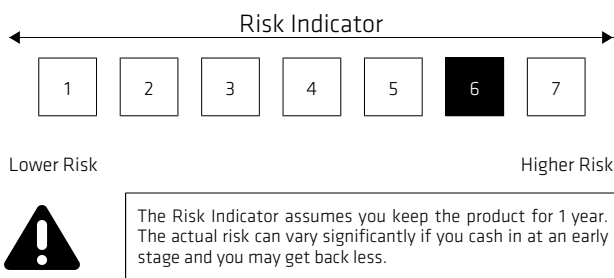 Risk Indicator
1 2 3 4 5 6 7
Lower Risk Higher Risk
The Risk Indicator assumes you keep the product for 1 year.
The actual risk can vary significantly if you cash in at an early
stage and you may get back less.